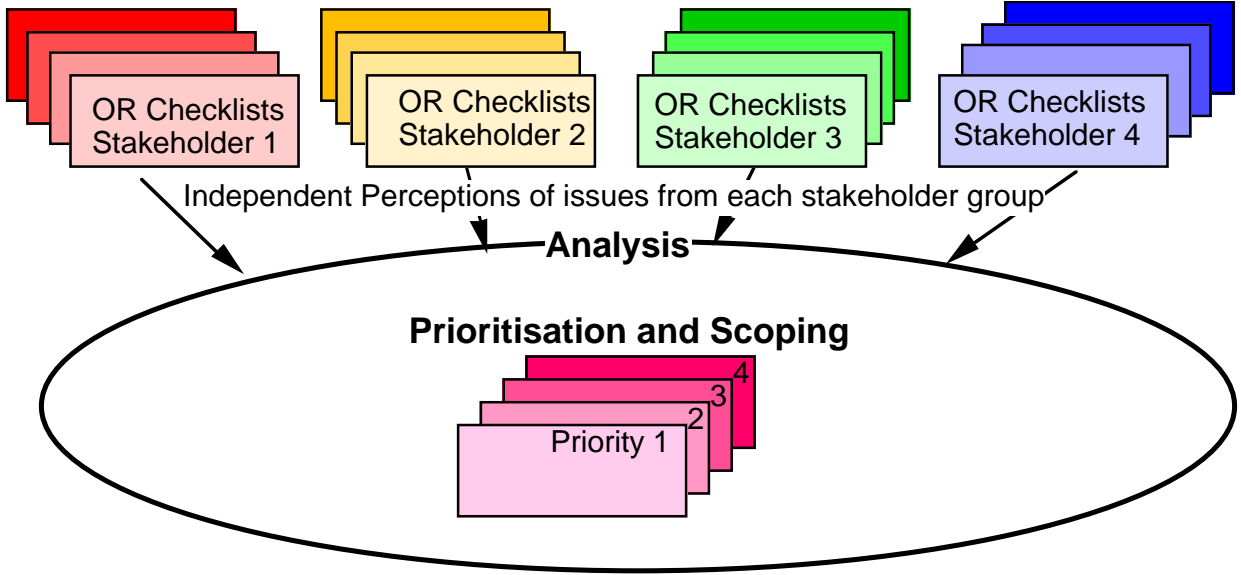 OR Checklists
Stakeholder 1
OR Checklists
Stakeholder 2
OR Checklists
Stakeholder 3
OR Checklists
Stakeholder 4
Independent Perceptions of issues from each stakeholder group
Analysis
Prioritisation and Scoping
4
3
2
Priority 1